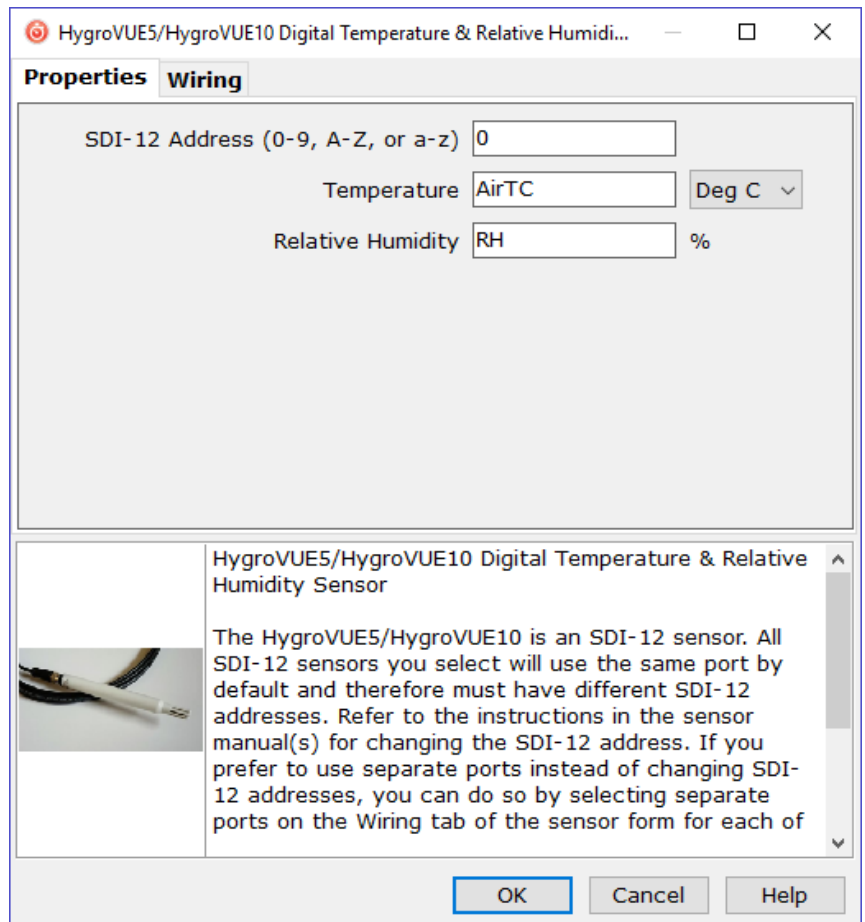 HygroVUE5/HygroVUE10 Digital Temperature & Relative Humidi...
Properties Wiring
SDI-12 Address (0-9, A-Z, or a-z) 0
Temperature AirTC Deg C
Relative Humidity RH %
HygroVUE5/HygroVUE10 Digital Temperature & Relative
Humidity Sensor
The HygroVUE5/HygroVUE10 is an SDI-12 sensor. All
SDI-12 sensors you select will use the same port by
default and therefore must have different SDI-12
addresses. Refer to the instructions in the sensor
manual(s) for changing the SDI-12 address. If you
prefer to use separate ports instead of changing SDI-
12 addresses, you can do so by selecting separate
ports on the Wiring tab of the sensor form for each of
OK Cancel Help